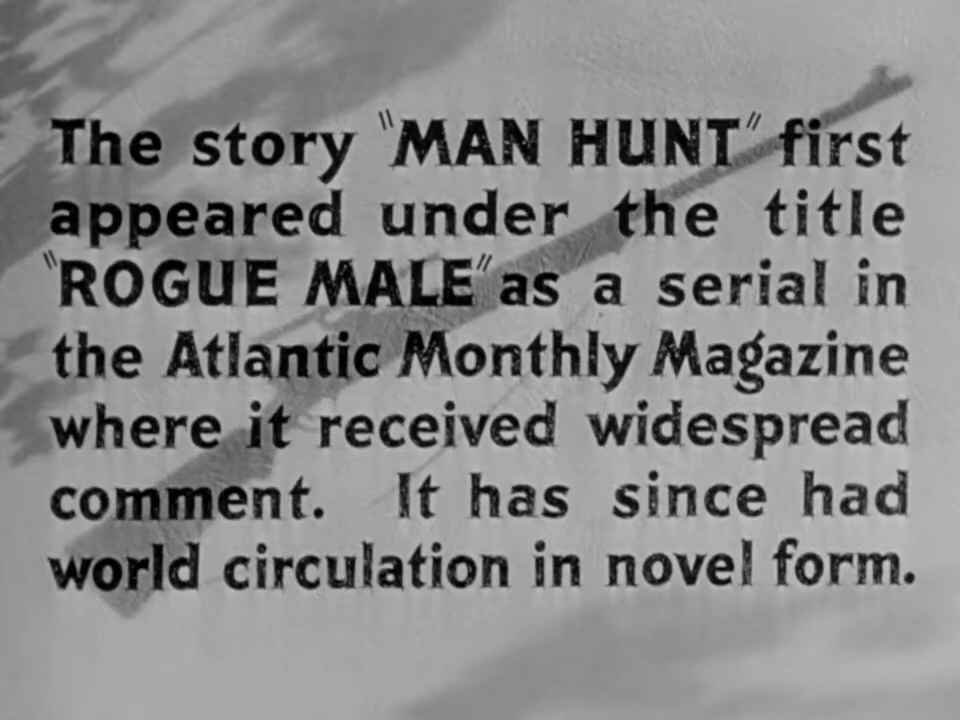 The story "MAN HUNT" first
appeared under the title
"ROGUE MALE" as a serial in
the Atlantic Monthly Magazine
where it received widespread
comment. It has since had
world circulation in novel form.